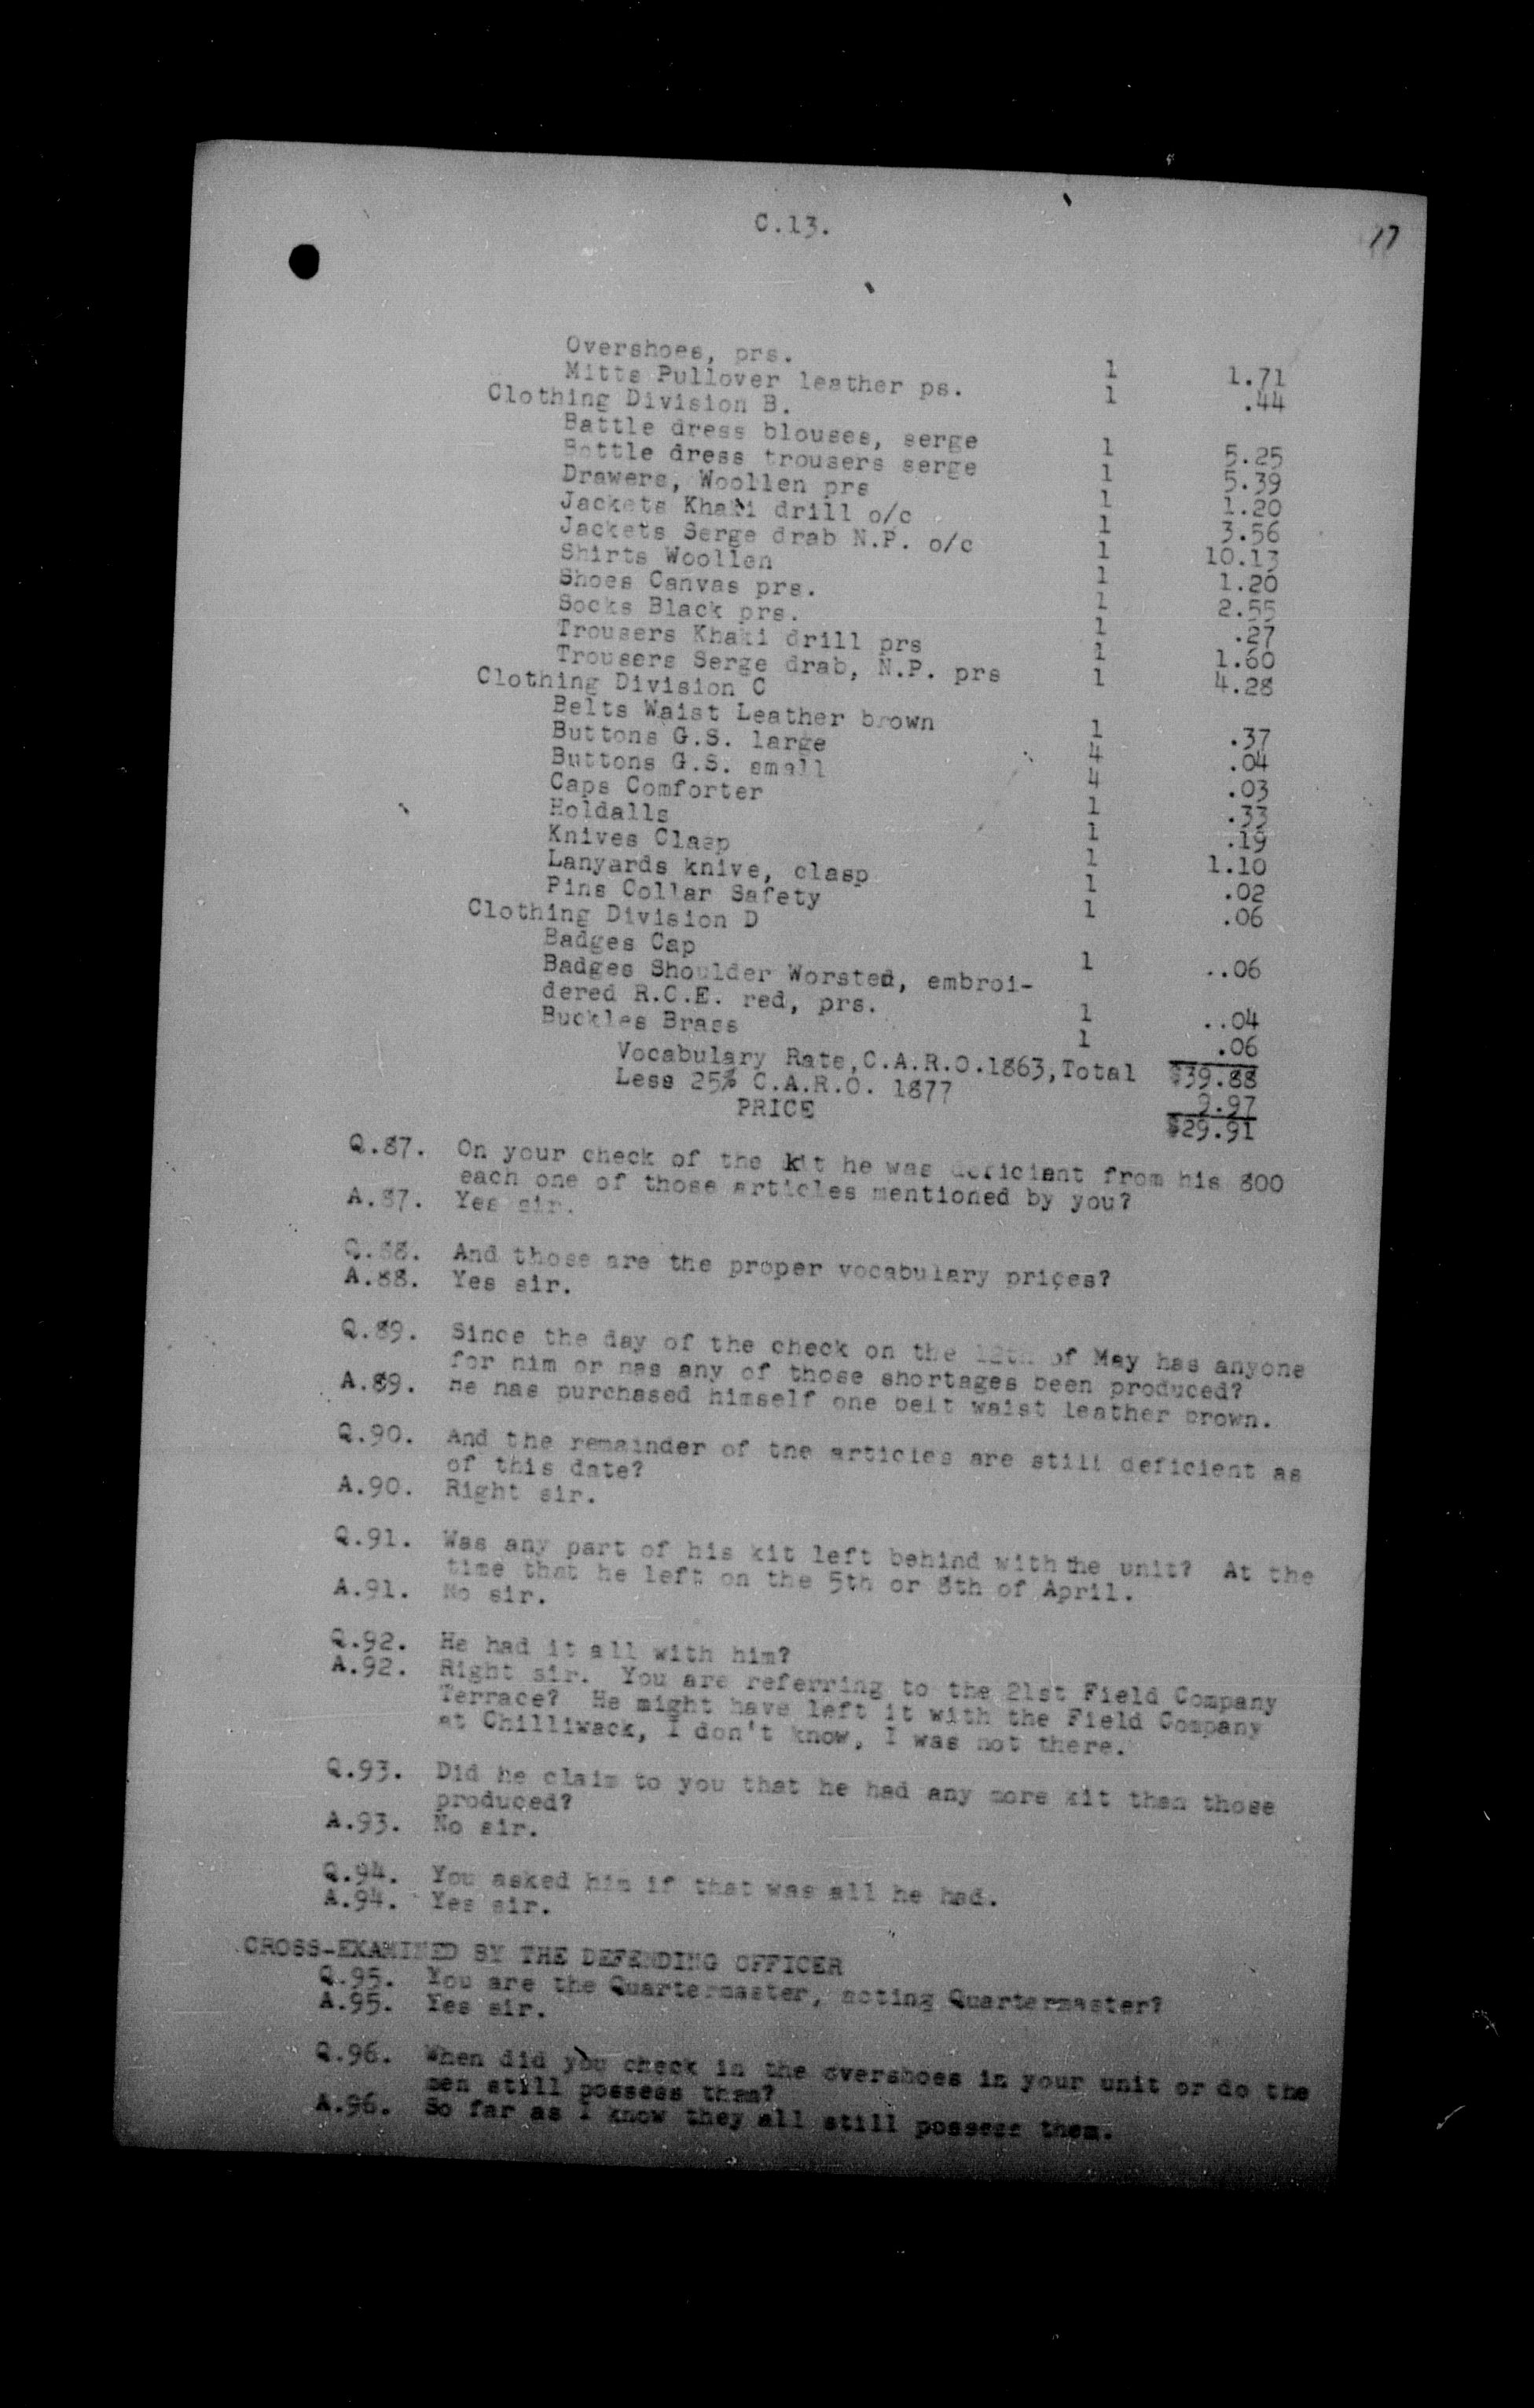 C.13.
17
Overshoes, prs. 1 1.71
Mitts Pullover leather ps. 1 .44
Clothing Division B.
Battle dress blouses, serge 1 5.25
Battle dress trousers serge 1 5.39
Drawers, Woollen prs 1 1.20
Jackets Khaki drill o/c 1 3.56
Jackets Serge drab N.P. o/c 1 10.13
Shirts Woollen 1 1.20
Shoes Canvas prs. 1 2.55
Socks Black prs. 1 .27
Trousers Khaki drill prs 1 1.60
Trousers Serge drab, N.P. prs 1 4.28
Clothing Division C
Belts Waist Leather brown 1 .37
Buttons G.S. large 4 .04
Buttons G.S. small 4 .03
Caps Comforter 1 .33
Holdalls 1 .19
Knives Clasp 1 1.10
Lanyards knive, clasp 1 .02
Pins Collar Safety 1 .06
Clothing Division D
Badges Cap 1 ..06
Badges Shoulder Worsted, embroi-
dered R.C.E. red, prs. 1 ..04
Buckles Brass 1 .06
Vocabulary Rate,C.A.R.O.1863,Total $39.88
Less 25% C.A.R.O. 1877 9.97
PRICE $29.91
Q.87. On your check of the kit he was deficient from his 800
each one of those articles mentioned by you?
A.87. Yes sir.
Q.88. And those are the proper vocabulary prices?
A.88. Yes sir.
Q.89. Since the day of the check on the 12th of May has anyone
for him or has any of those shortages been produced?
A.89. He has purchased himself one belt waist leather brown.
Q.90. And the remainder of the articles are still deficient as
of this date?
A.90. Right sir.
Q.91. Was any part of his kit left behind with the unit? At the
time that he left on the 5th or 8th of April.
A.91. No sir.
Q.92. He had it all with him?
A.92. Right sir. You are referring to the 21st Field Company
Terrace? He might have left it with the Field Company
at Chilliwack, I don't know, I was not there.
Q.93. Did he claim to you that he had any more kit than those
produced?
A.93. No sir.
Q.94. You asked him if that was all he had.
A.94. Yes sir.
CROSS-EXAMINED BY THE DEFENDING OFFICER
Q.95. You are the Quartermaster, acting Quartermaster?
A.95. Yes sir.
Q.96. When did you check in the overshoes in your unit or do the
men still possess them?
A.96. So far as I know they all still possess them.